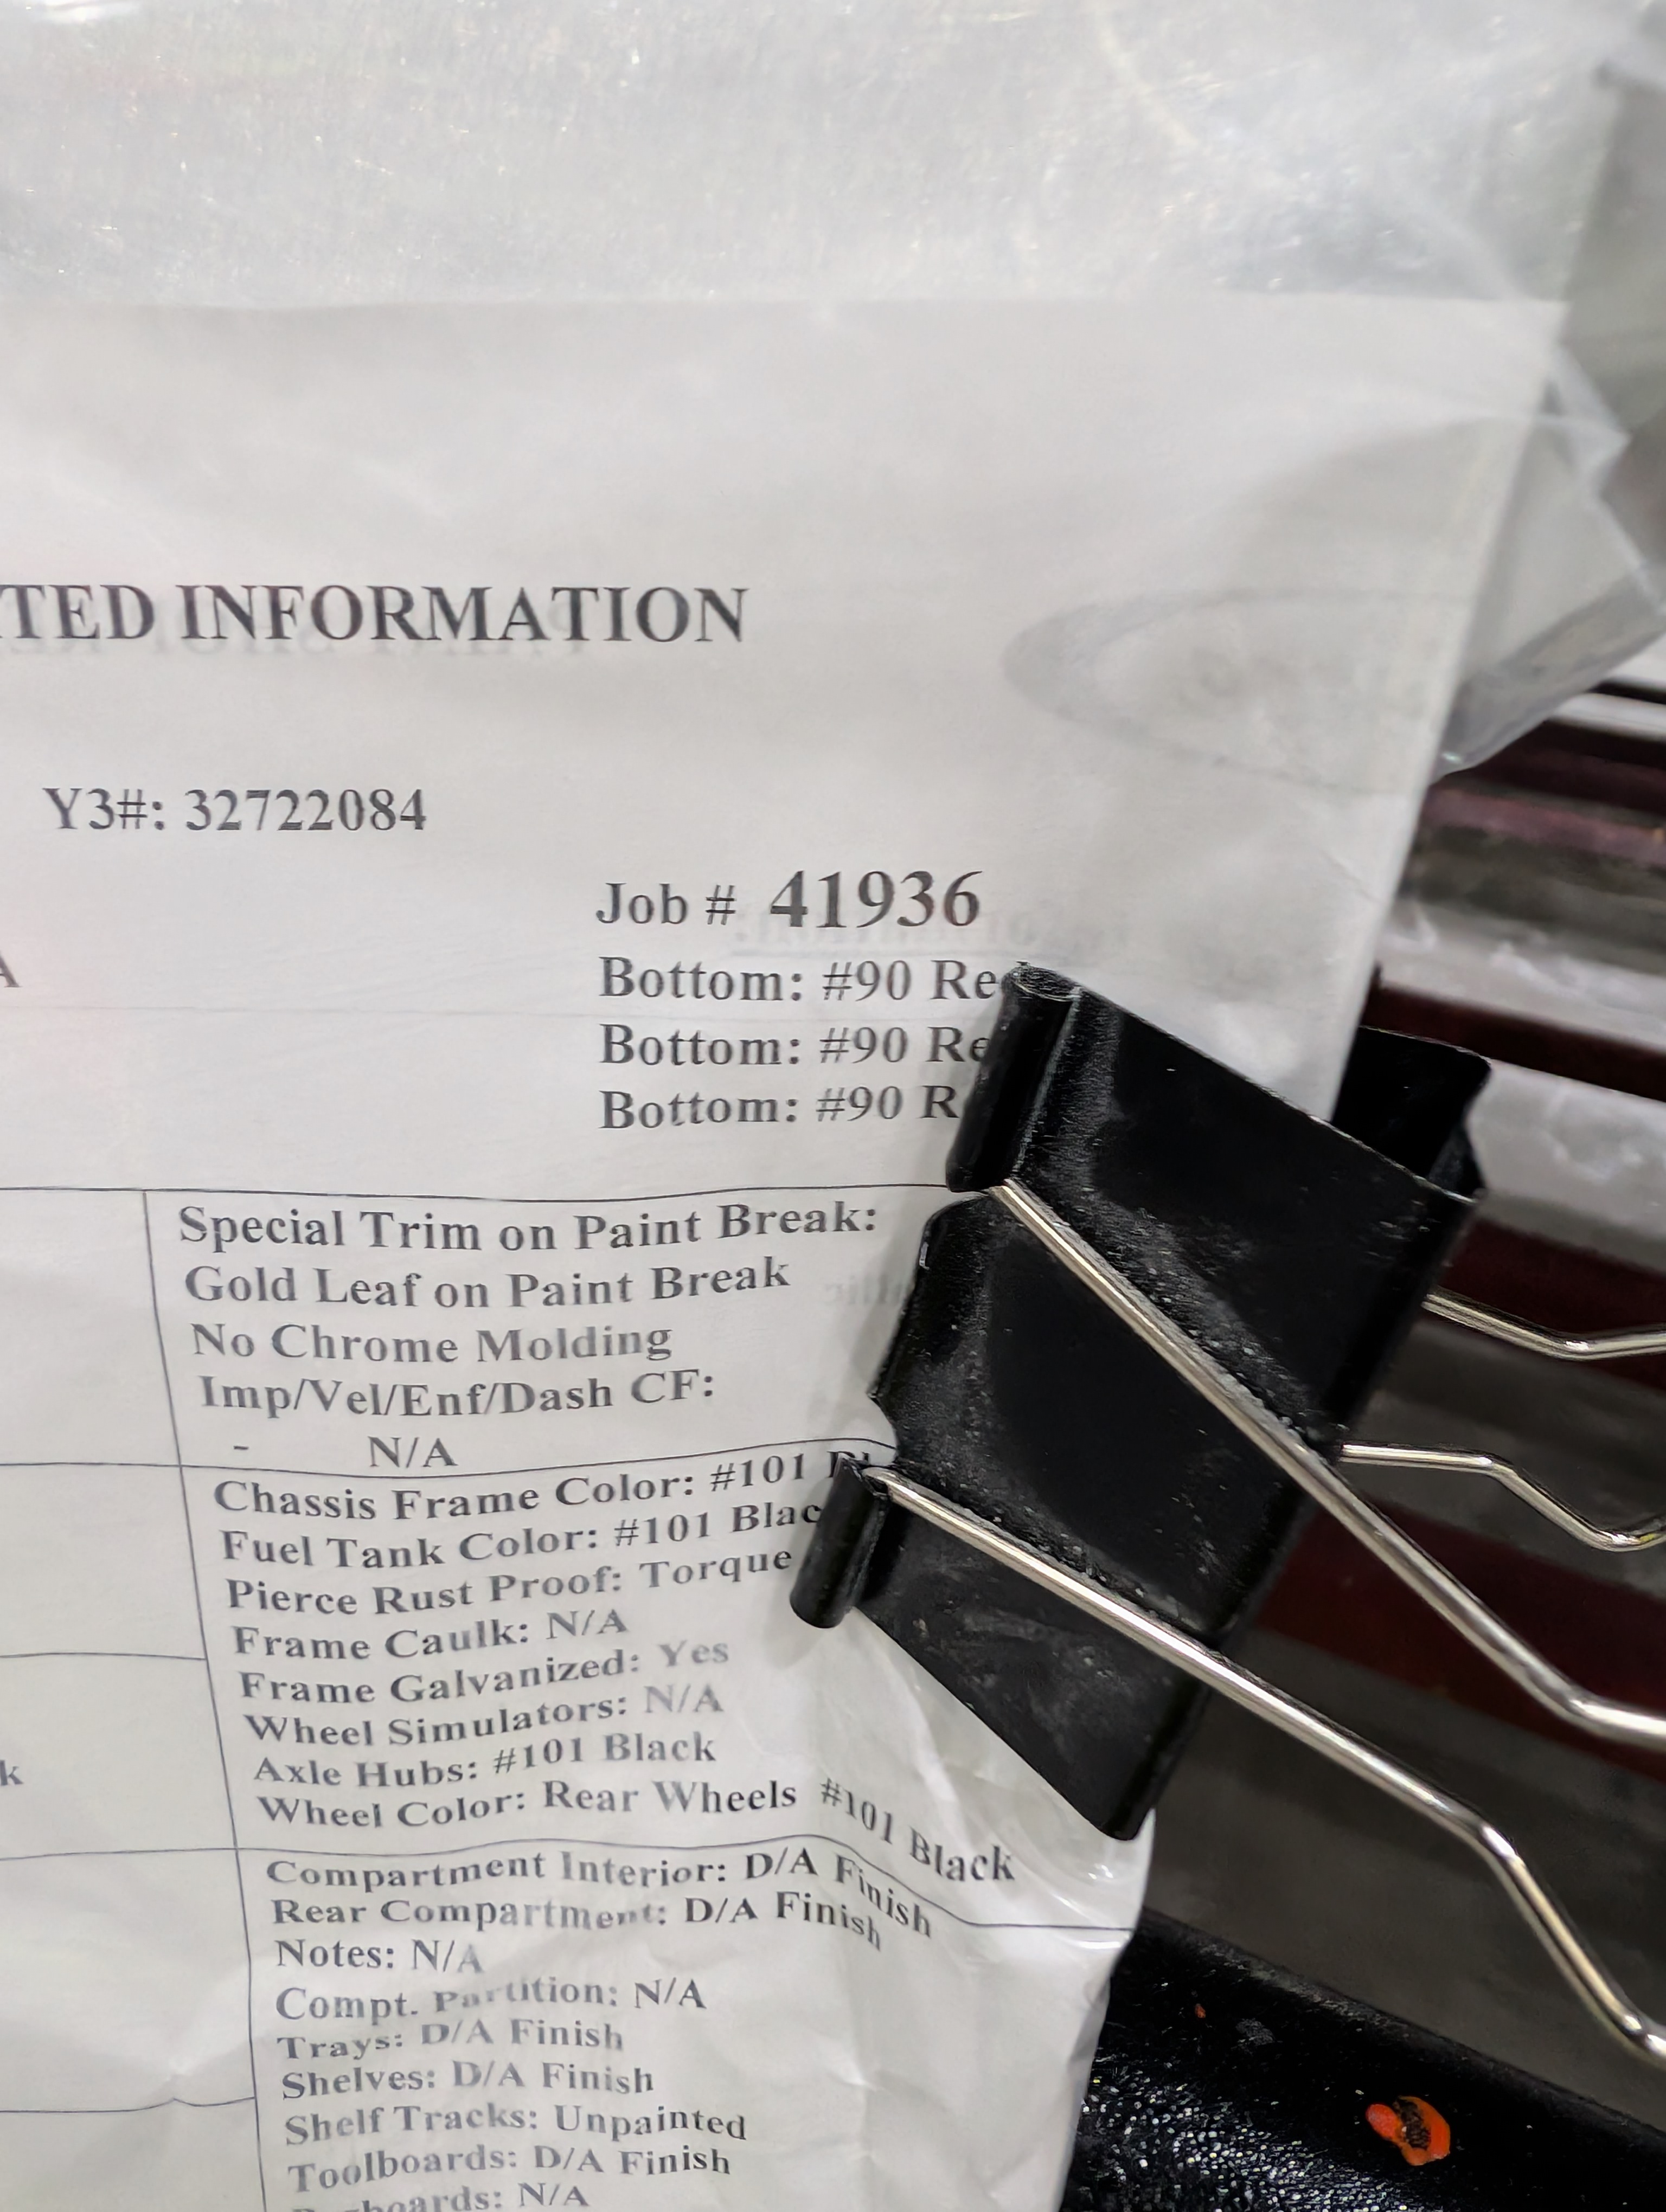 TED INFORMATION
Y3#: 32722084
Job # 41936
Bottom: #90
Bottom: #90
Bottom: #90
Special Trim on Paint Break:
Gold Leaf on Paint Break
No Chrome Molding
Imp/Vel/Enf/Dash CF:
- N/A
Chassis Frame Color: #101
Fuel Tank Color: #101 Blac
Pierce Rust Proof: Torque
Frame Caulk: N/A
Frame Galvanized: Yes
Wheel Simulators: N/A
Axle Hubs: #101 Black
k
Wheel Color: Rear Wheels #101 Black
Compartment Interior: D/A Finish
Rear Compartment: D/A Finish
Notes: N/A
Compt. Partition: N/A
Trays: D/A Finish
Shelves: D/A Finish
Shelf Tracks: Unpainted
Toolboards: D/A Finish
N/A